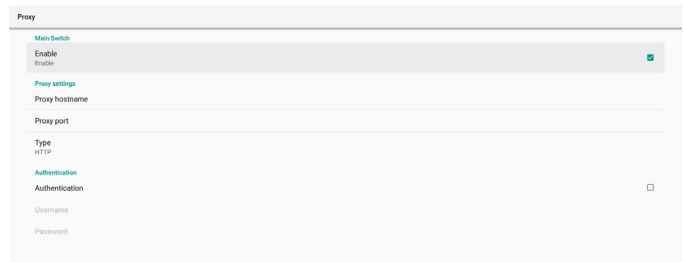 Proxy
Main Switch
Enable
Enable
Proxy settings
Proxy hostname
Proxy port
Type
HTTP
Authentication
Authentication
Username
Password